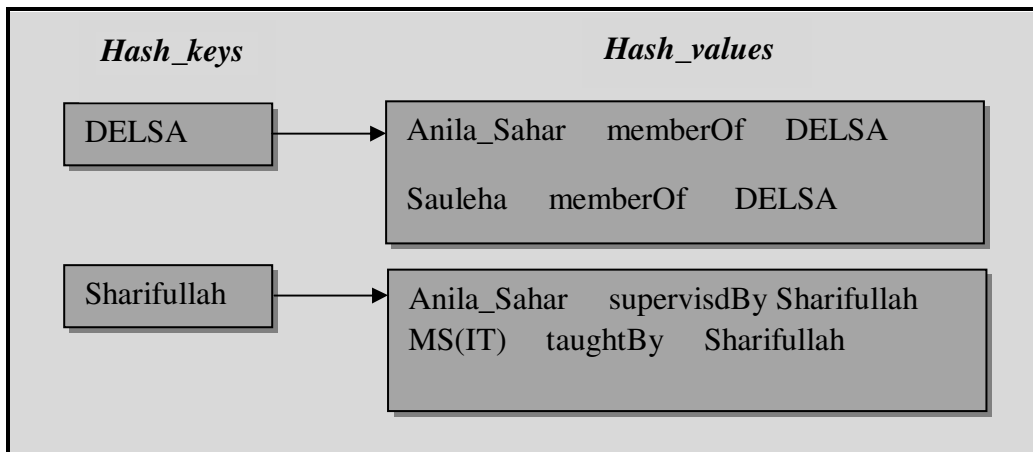 Hash_keys Hash_values
DELSA
Anila_Sahar memberOf DELSA
Sauleha memberOf DELSA
Sharifullah
Anila_Sahar supervisdBy Sharifullah
MS(IT) taughtBy Sharifullah